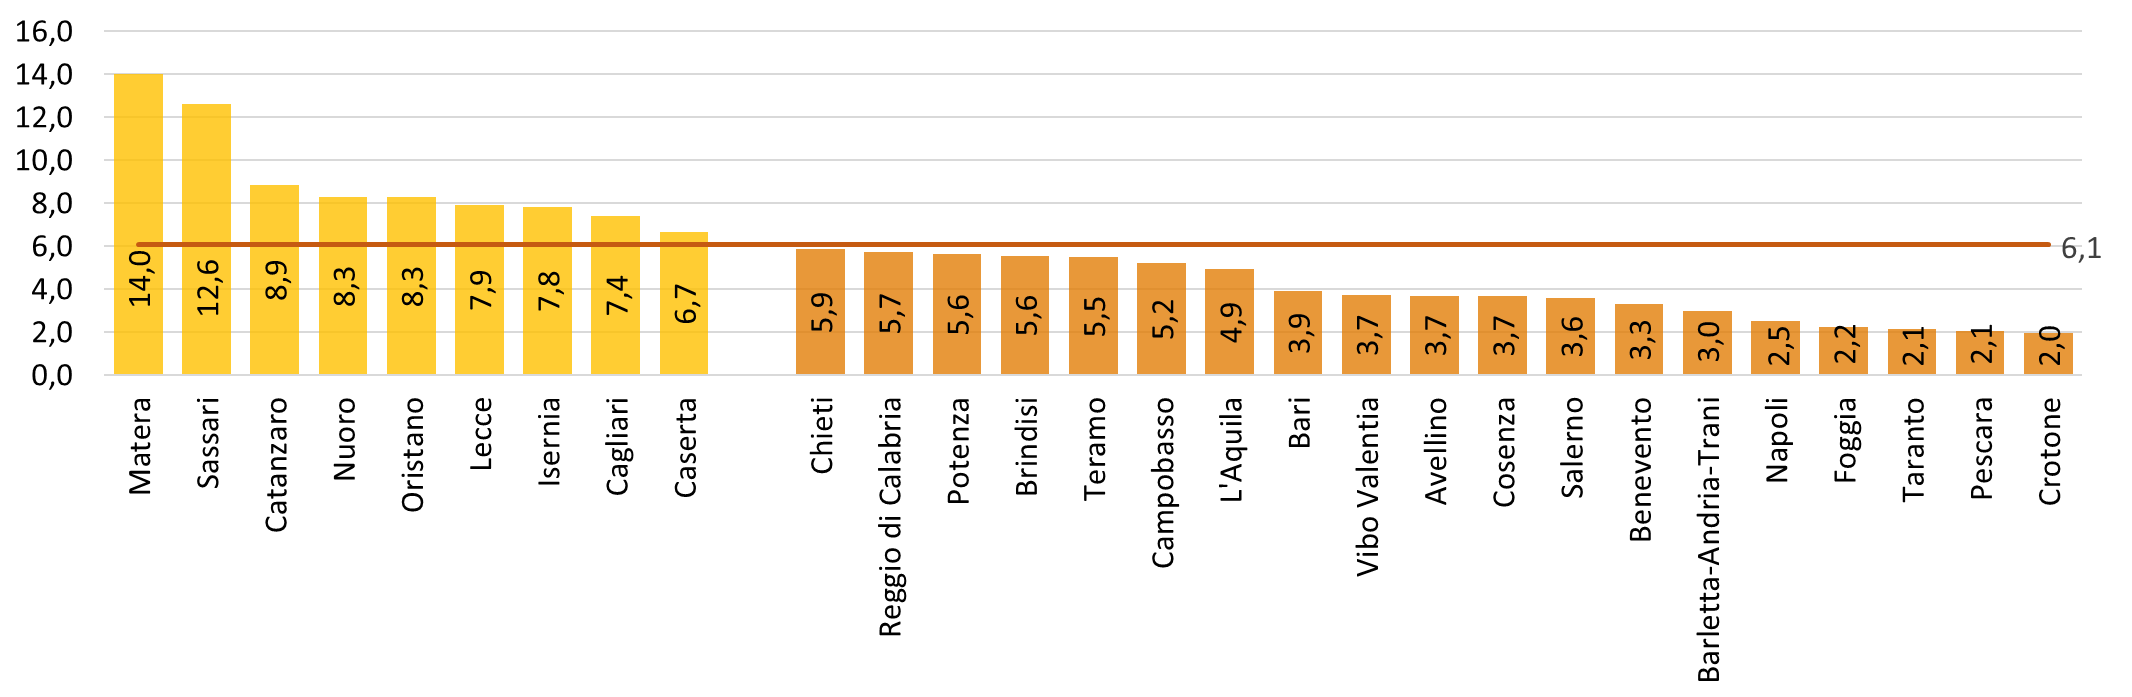 16,0
14,0
12,0
10,0
8,0
6,0
4,0
2,0
0,0
14,0
12,6
8,9
8,3
8,3
7,9
7,8
7,4
6,7
5,9
5,7
5,6
5,6
5,5
5,2
4,9
3,9
3,7
3,7
3,7
3,6
3,3
3,0
2,5
2,2
2,1
2,1
2,0
6,1
Matera
Sassari
Catanzaro
Nuoro
Oristano
Lecce
Isernia
Cagliari
Caserta
Chieti
Reggio di Calabria
Potenza
Brindisi
Teramo
Campobasso
L'Aquila
Bari
Vibo Valentia
Avellino
Cosenza
Salerno
Benevento
Barletta-Andria-Trani
Napoli
Foggia
Taranto
Pescara
Crotone